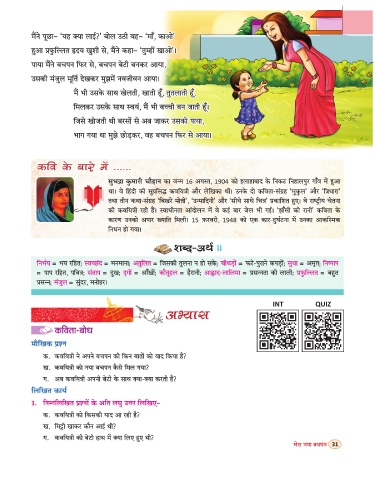 मैंने पूछा– 'यह क्या लाई?' बोल उठी वह– 'माँ, काओ'
हुआ प्रफुल्लित हृदय खुशी से, मैंने कहा– 'तुम्हीं खाओ'।
पाया मैंने बचपन फिर से, बचपन बेटी बनकर आया,
उसकी मंजुल मूर्ति देखकर मुझमें नवजीवन आया।
मैं भी उसके साथ खेलती, खाती हूँ, तुतलाती हूँ,
मिलकर उसके साथ स्वयं, मैं भी बच्ची बन जाती हूँ।
जिसे खोजती थी बरसों से अब जाकर उसको पाया,
भाग गया था मुझे छोड़कर, वह बचपन फिर से आया।
कवि के बारे में ......
सुभद्रा कुमारी चौहान का जन्म 16 अगस्त, 1904 को इलाहाबाद के निकट निहालपुर गाँव में हुआ
था। ये हिंदी की सुप्रसिद्ध कवयित्री और लेखिका थीं। उनके दो कविता-संग्रह 'मुकुल' और 'त्रिधारा'
तथा तीन कथा-संग्रह 'बिखरे मोती', 'उन्मादिनी' और 'सीधे साधे चित्र' प्रकाशित हुए। वे राष्ट्रीय चेतना
की कवयित्री रही हैं। स्वाधीनता आंदोलन में ये कई बार जेल भी गईं। 'झाँसी की रानी' कविता के
कारण उनकी अपार ख्याति मिली। 15 फ़रवरी, 1948 को एक कार-दुर्घटना में उनका आकस्मिक
निधन हो गया।
शब्द-अर्थ
निर्भय = भय रहित; स्वच्छंद = मनमाना; अतुलित = जिसकी तुलना न हो सके; चीथड़ों = फटे-पुराने कपड़ों; सुधा = अमृत; निष्पाप
= पाप रहित, पवित्र; संताप = दुख; दृगों = आँखों; कौतूहल = हैरानी; आह्लाद-लालिमा = प्रसन्नता की लाली; प्रफुल्लित = बहुत
प्रसन्न; मंजुल = सुंदर, मनोहर।
INT QUIZ
अभ्यास
कविता-बोध
मौखिक प्रश्न
क. कवयित्री ने अपने बचपन की किन बातों को याद किया है?
ख. कवयित्री को नया बचपन कैसे मिल गया?
ग. अब कवयित्री अपनी बेटी के साथ क्या-क्या करती है?
लिखित कार्य
1. निम्नलिखित प्रश्नों के अति लघु उत्तर लिखिए–
क. कवयित्री को किसकी याद आ रही है?
ख. मिट्टी खाकर कौन आई थी?
ग. कवयित्री की बेटी हाथ में क्या लिए हुए थी?
मेरा नया बचपन 31